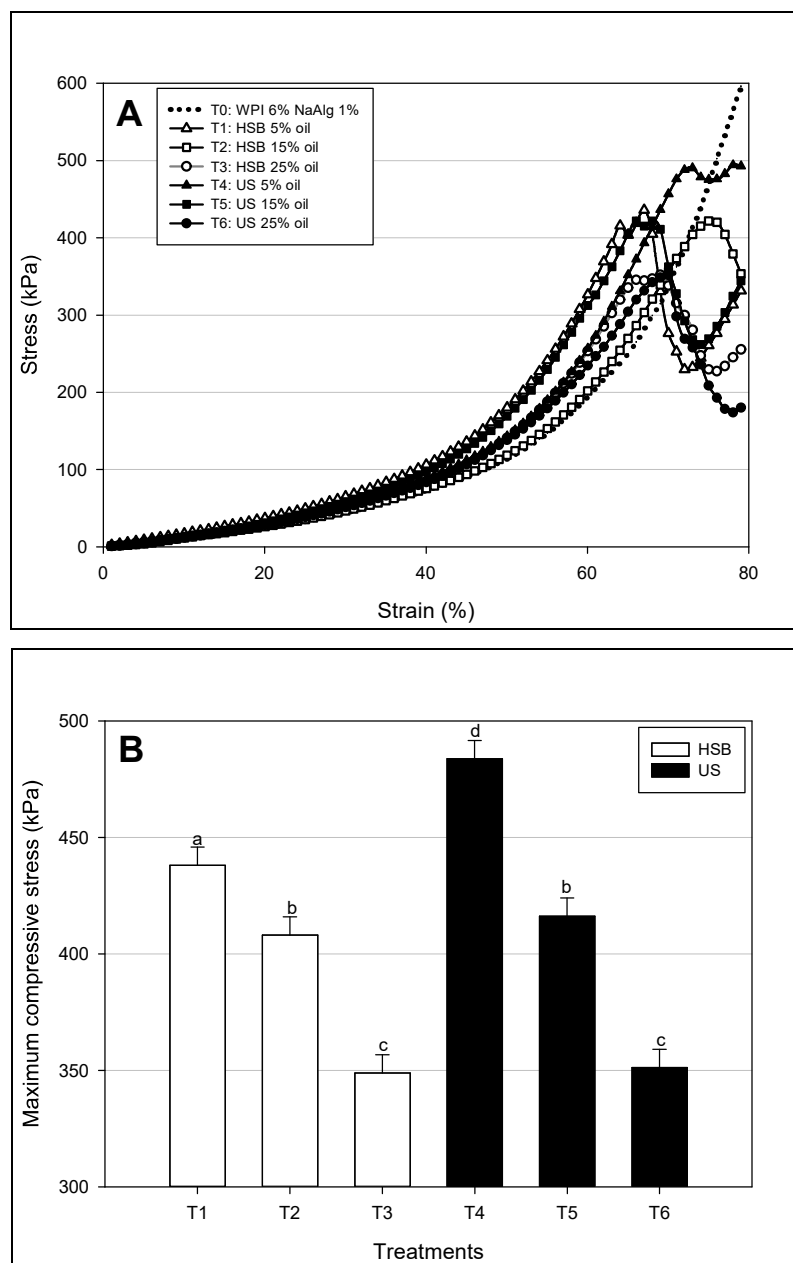 A
T0: WPI 6% NaAlg 1%
T1: HSB 5% oil
T2: HSB 15% oil
T3: HSB 25% oil
T4: US 5% oil
T5: US 15% oil
T6: US 25% oil
600
500
400
300
200
100
0
Stress (kPa)
0 20 40 60 80
Strain (%)
B
HSB
US
500
450
400
350
300
Maximum compressive stress (kPa)
a
b
c
d
b
c
T1 T2 T3 T4 T5 T6
Treatments